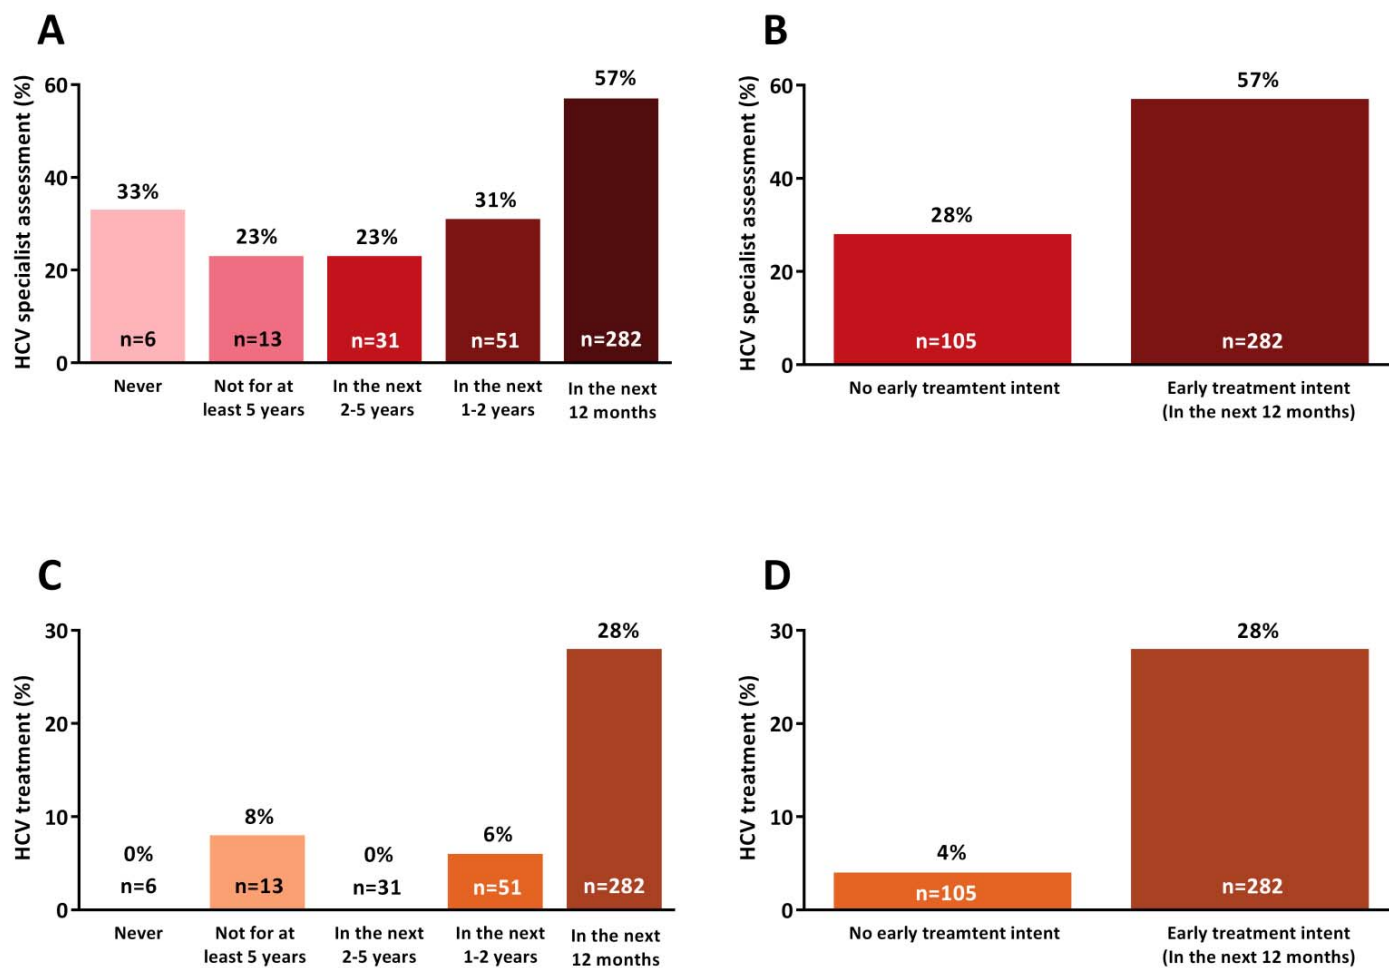 A
HCV specialist assessment (%)
60
40
20
0
33%
23%
23%
31%
57%
n=6
n=13
n=31
n=51
n=282
Never
Not for at
least 5 years
In the next
2-5 years
In the next
1-2 years
In the next
12 months
B
HCV specialist assessment (%)
60
40
20
0
28%
57%
n=105
n=282
No early treamtent intent
Early treatment intent
(In the next 12 months)
C
HCV treatment (%)
30
20
10
0
0%
8%
0%
6%
28%
n=6
n=13
n=31
n=51
n=282
Never
Not for at
least 5 years
In the next
2-5 years
In the next
1-2 years
In the next
12 months
D
HCV treatment (%)
30
20
10
0
4%
28%
n=105
n=282
No early treamtent intent
Early treatment intent
(In the next 12 months)